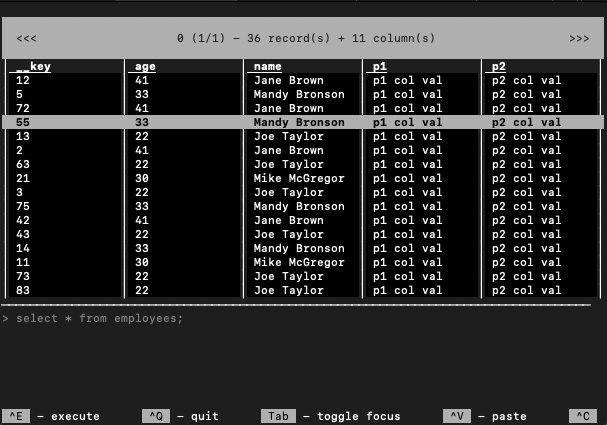 <<< 0 (1/1) – 36 record(s) + 11 column(s) >>>
__key age name p1 p2
12 41 Jane Brown p1 col val p2 col val
5 33 Mandy Bronson p1 col val p2 col val
72 41 Jane Brown p1 col val p2 col val
55 33 Mandy Bronson p1 col val p2 col val
13 22 Joe Taylor p1 col val p2 col val
2 41 Jane Brown p1 col val p2 col val
63 22 Joe Taylor p1 col val p2 col val
21 30 Mike McGregor p1 col val p2 col val
3 22 Joe Taylor p1 col val p2 col val
75 33 Mandy Bronson p1 col val p2 col val
42 41 Jane Brown p1 col val p2 col val
43 22 Joe Taylor p1 col val p2 col val
14 33 Mandy Bronson p1 col val p2 col val
11 30 Mike McGregor p1 col val p2 col val
73 22 Joe Taylor p1 col val p2 col val
83 22 Joe Taylor p1 col val p2 col val
> select * from employees;
^E – execute ^Q – quit Tab – toggle focus ^V – paste ^C